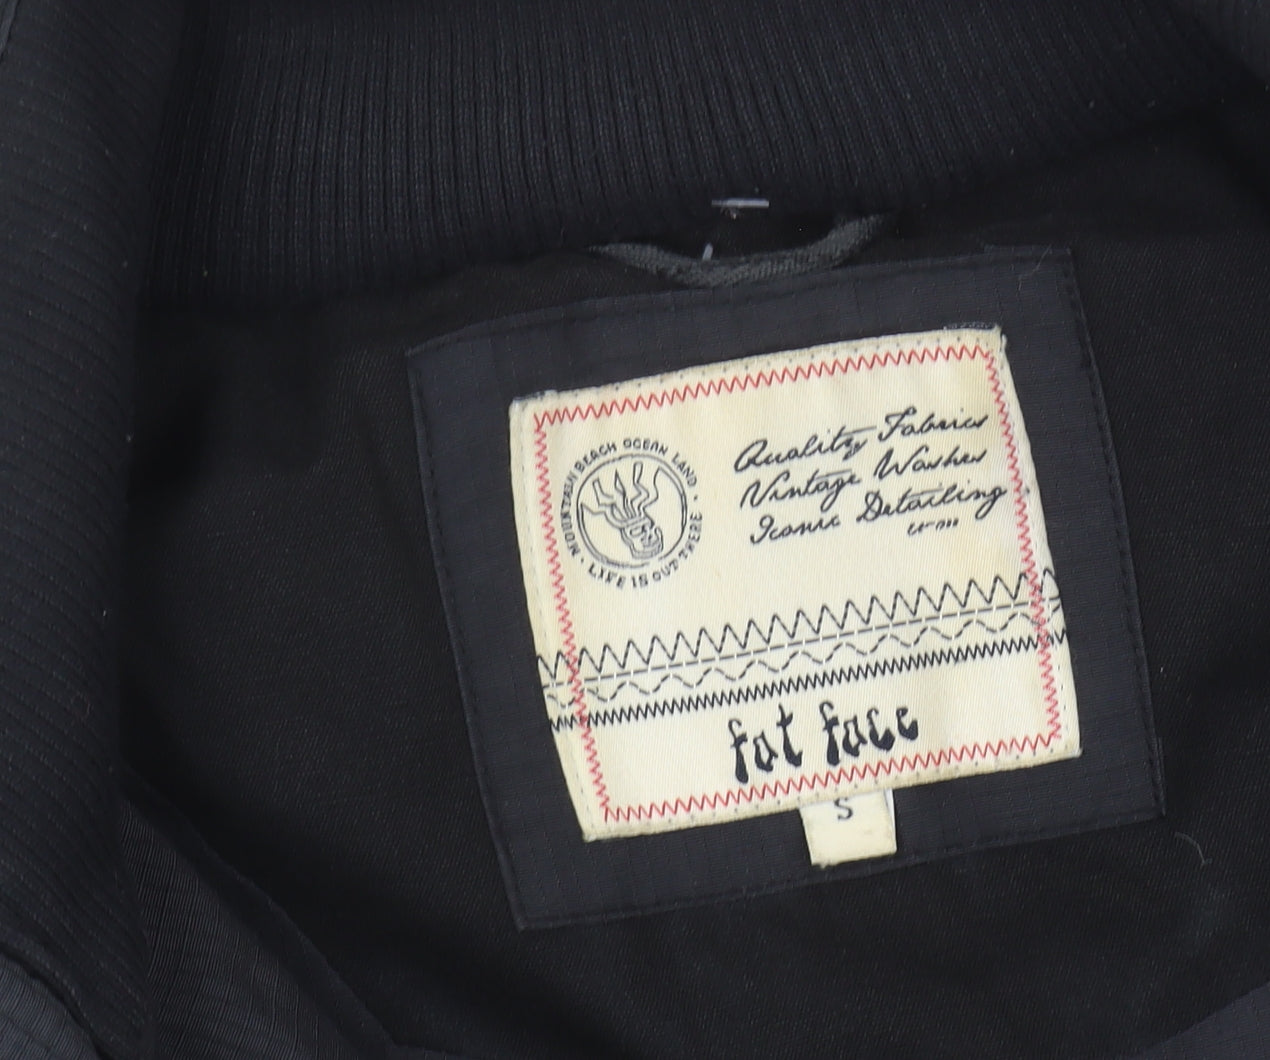 MOUNTAIN BEACH OCEAN LAND · LIFE IS OUT THERE ·
Quality Fabrics
Vintage Washes
Iconic Detailing
fat face
S